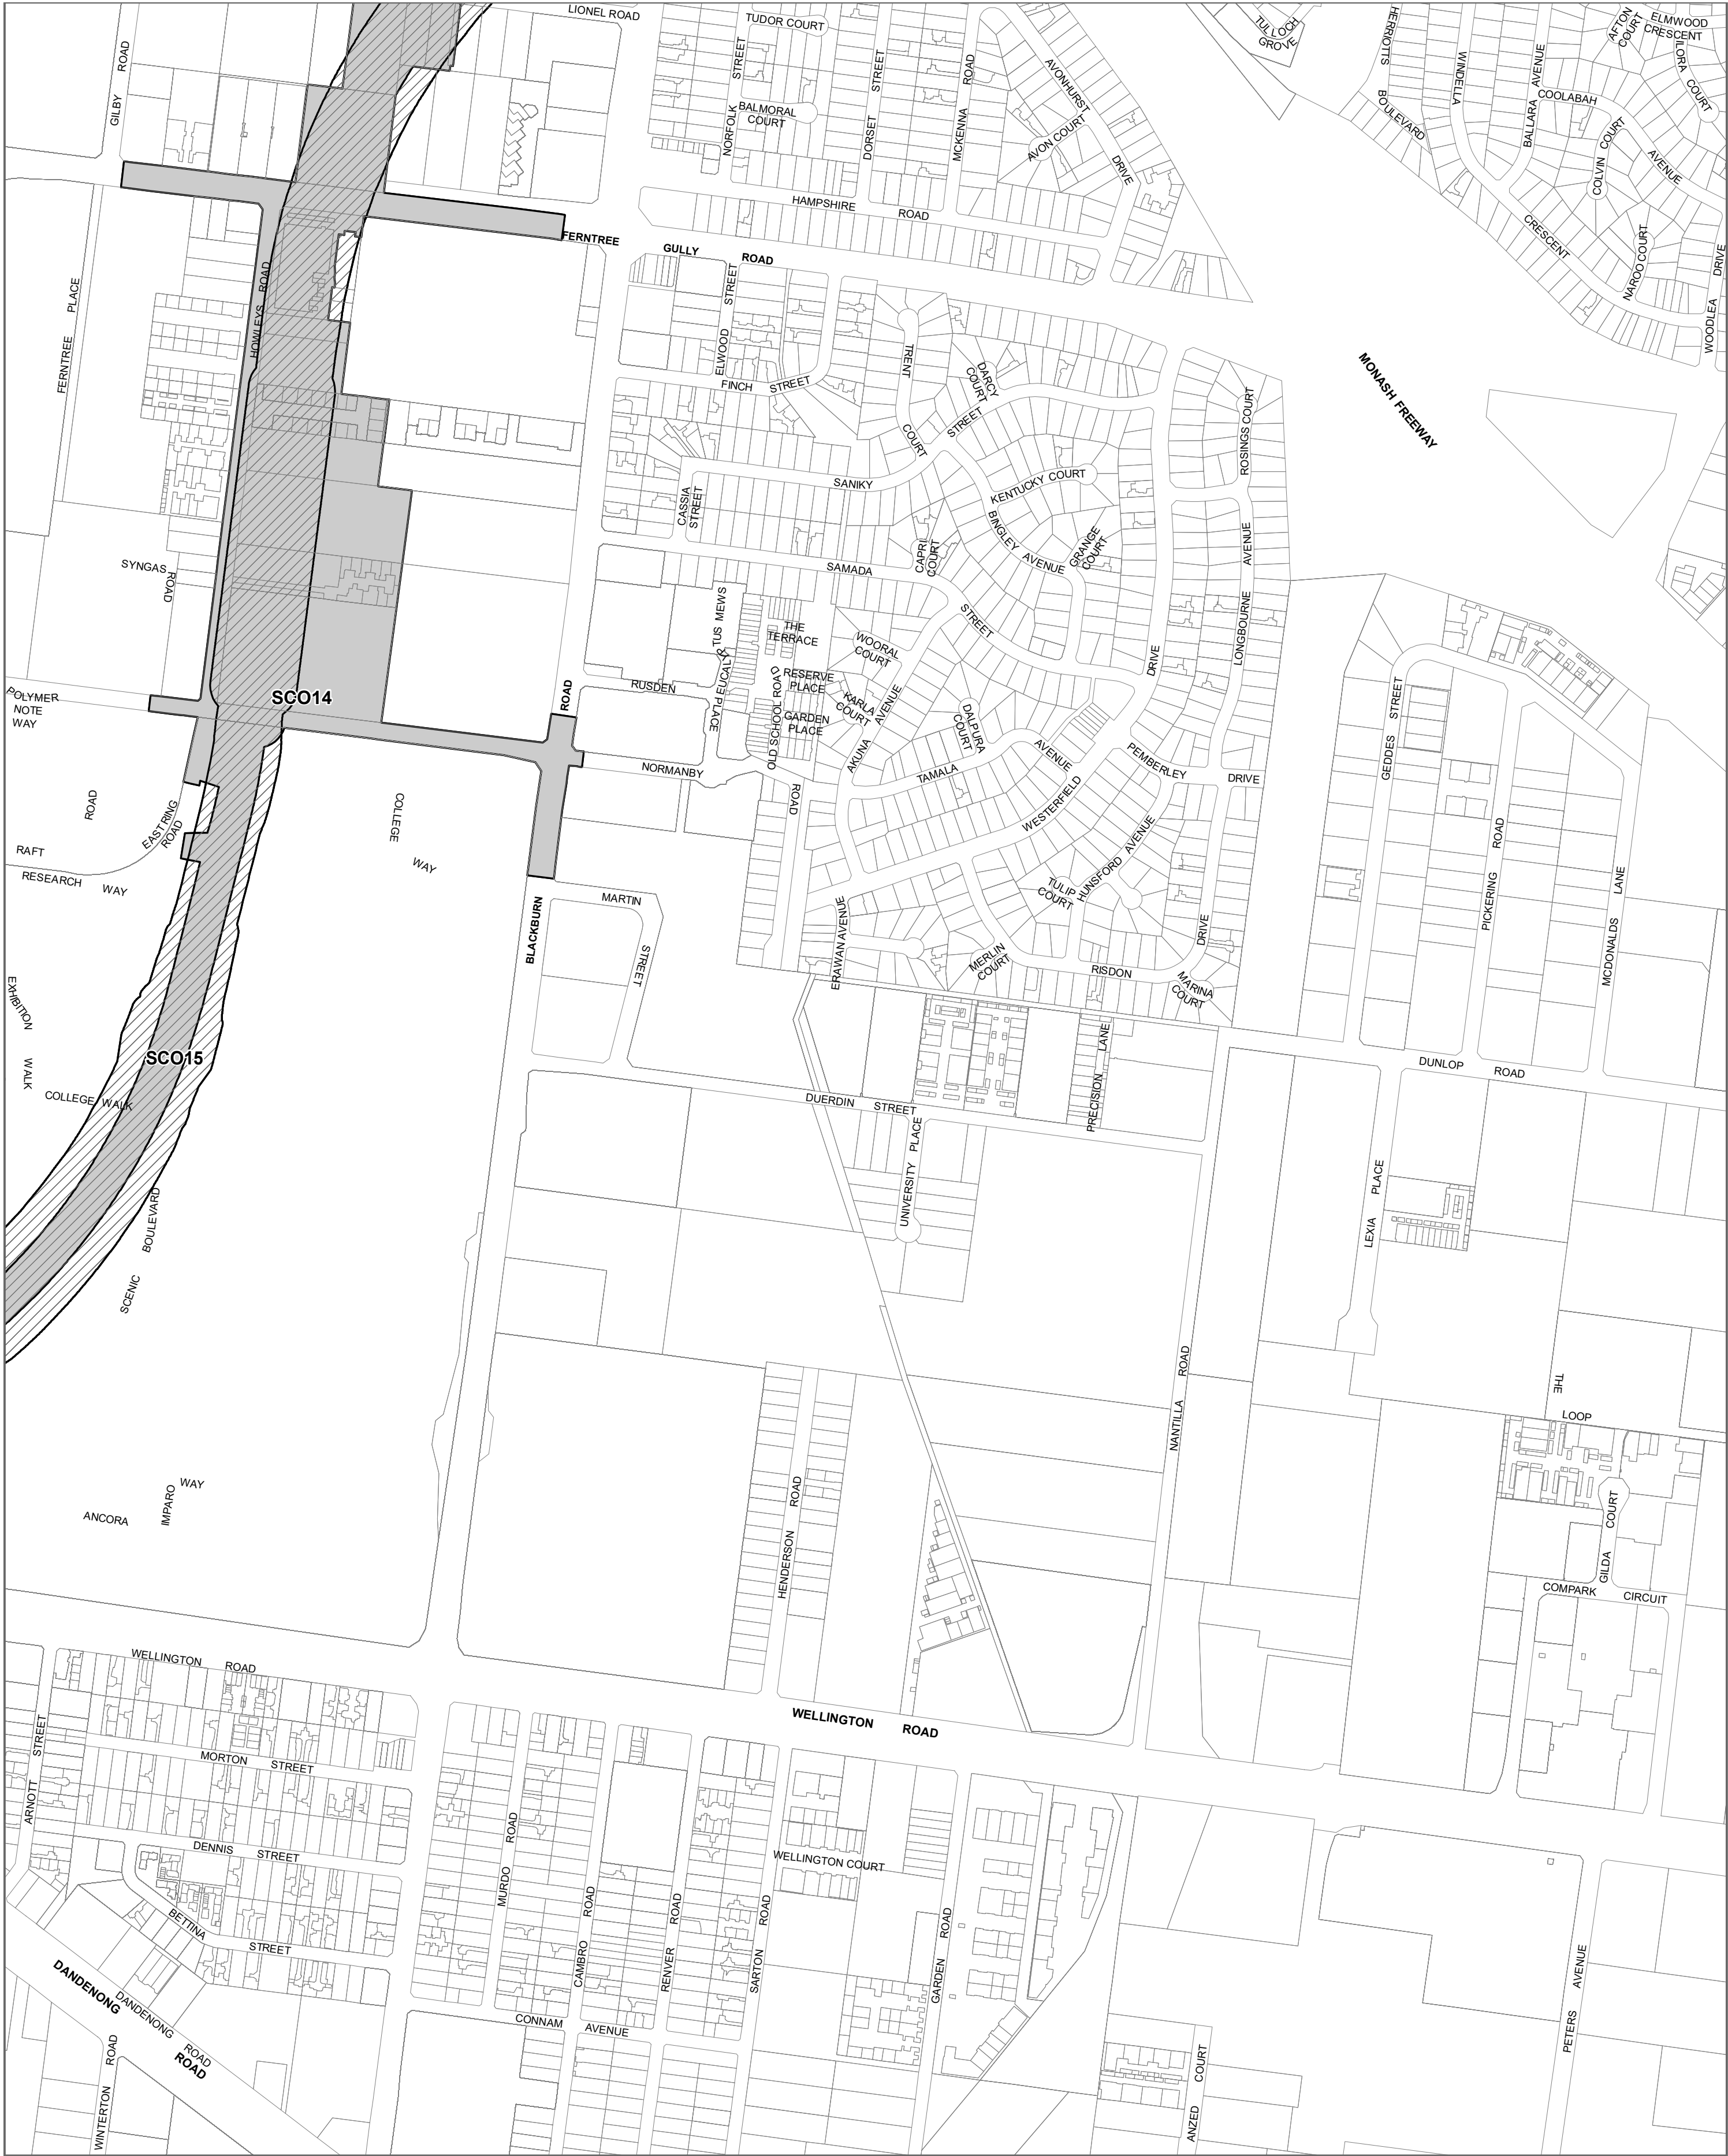 LIONEL ROAD
TUDOR COURT
TULLOCH
GROVE
HERRIOTTS
BOULEVARD
WINDELLA
CRESCENT
BALLARA AVENUE
AFTON
COURT
ELMWOOD
CRESCENT
COURT
COOLABAH
AVENUE
COLVIN COURT
NAROO COURT
WOODLEA DRIVE
GILBY ROAD
NORFOLK STREET
BALMORAL
COURT
DORSET STREET
MCKENNA ROAD
AVONHURST
DRIVE
AVON COURT
HAMPSHIRE ROAD
FERNTREE GULLY ROAD
FERNTREE PLACE
HOWLEYS ROAD
ELWOOD STREET
FINCH STREET
TRENT
COURT
DARCY
COURT
STREET
SANIKY
CASSIA
STREET
KENTUCKY COURT
BINGLEY AVENUE
GRANGE
COURT
CAPRI
COURT
ROSINGS COURT
LONGBOURNE AVENUE
MONASH FREEWAY
SYNGAS
ROAD
SAMADA
STREET
EUCALYPTUS MEWS
PLACE
THE
TERRACE
WOORAL
COURT
RESERVE
PLACE
KARLA
COURT
GARDEN
PLACE
OLD SCHOOL ROAD
RUSDEN
ROAD
POLYMER
NOTE
WAY
SCO14
NORMANBY
ROAD
AKUNA AVENUE
DALPURA
COURT
TAMALA
AVENUE
WESTERFIELD
DRIVE
PEMBERLEY DRIVE
HUNSFORD AVENUE
TULIP
COURT
GEDDES STREET
PICKERING ROAD
MCDONALDS LANE
ROAD
EAST RING
ROAD
COLLEGE
WAY
RAFT
RESEARCH WAY
BLACKBURN
MARTIN
STREET
ERAWAN AVENUE
MERLIN
COURT
RISDON
DRIVE
MARINA
COURT
EXHIBITION
WALK
SCO15
COLLEGE WALK
DUERDIN STREET
UNIVERSITY PLACE
PRECISION LANE
DUNLOP ROAD
SCENIC BOULEVARD
LEXIA PLACE
NANTILLA ROAD
THE
LOOP
HENDERSON ROAD
ANCORA
IMPARO
WAY
GILDA COURT
COMPARK CIRCUIT
WELLINGTON ROAD
WELLINGTON ROAD
ARNOTT STREET
MORTON STREET
DENNIS STREET
BETTINA
STREET
MURDO ROAD
CAMBRO ROAD
RENVER ROAD
SARTON ROAD
WELLINGTON COURT
GARDEN ROAD
CONNAM AVENUE
DANDENONG
ROAD
DANDENONG
ROAD
WINTERTON ROAD
ANZED COURT
PETERS AVENUE